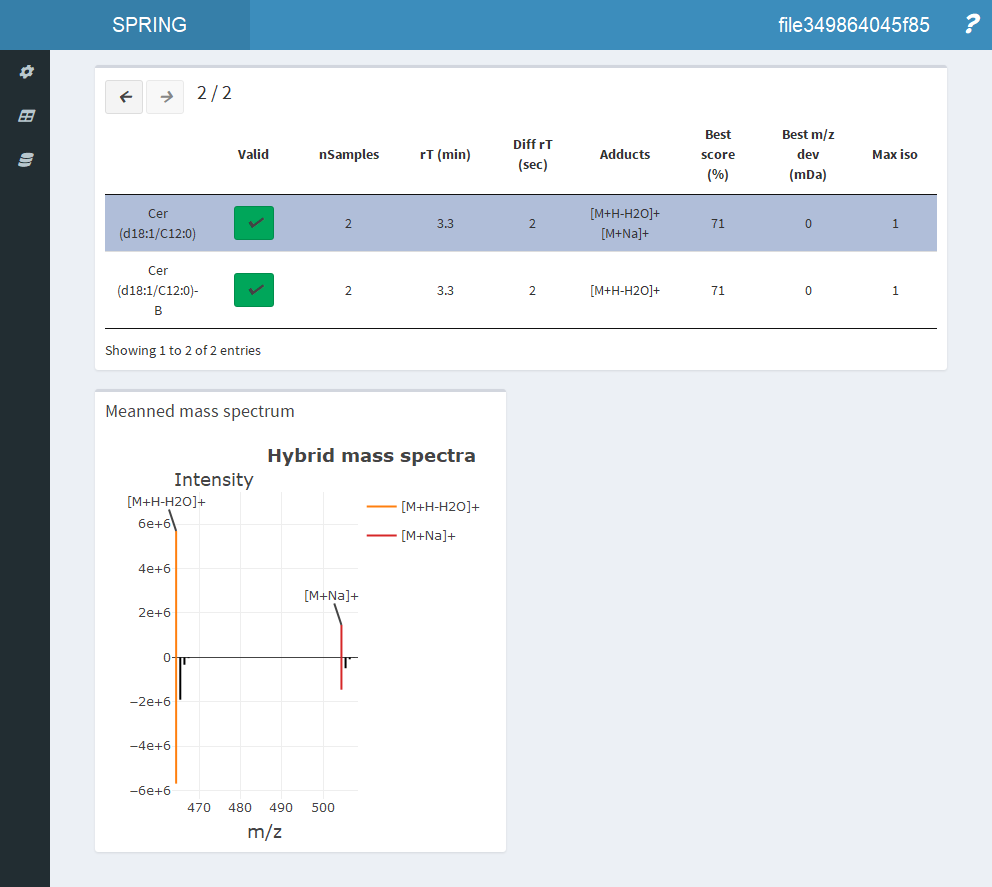 SPRING
file349864045f85
?
2 / 2
Valid nSamples rT (min) Diff rT (sec) Adducts Best score (%) Best m/z dev (mDa) Max iso
Cer (d18:1/C12:0) 2 3.3 2 [M+H-H2O]+ [M+Na]+ 71 0 1
Cer (d18:1/C12:0)-B 2 3.3 2 [M+H-H2O]+ 71 0 1
Showing 1 to 2 of 2 entries
Meanned mass spectrum
Hybrid mass spectra
Intensity
[M+H-H2O]+
[M+H-H2O]+
[M+Na]+
[M+Na]+
6e+6
4e+6
2e+6
0
−2e+6
−4e+6
−6e+6
470 480 490 500
m/z